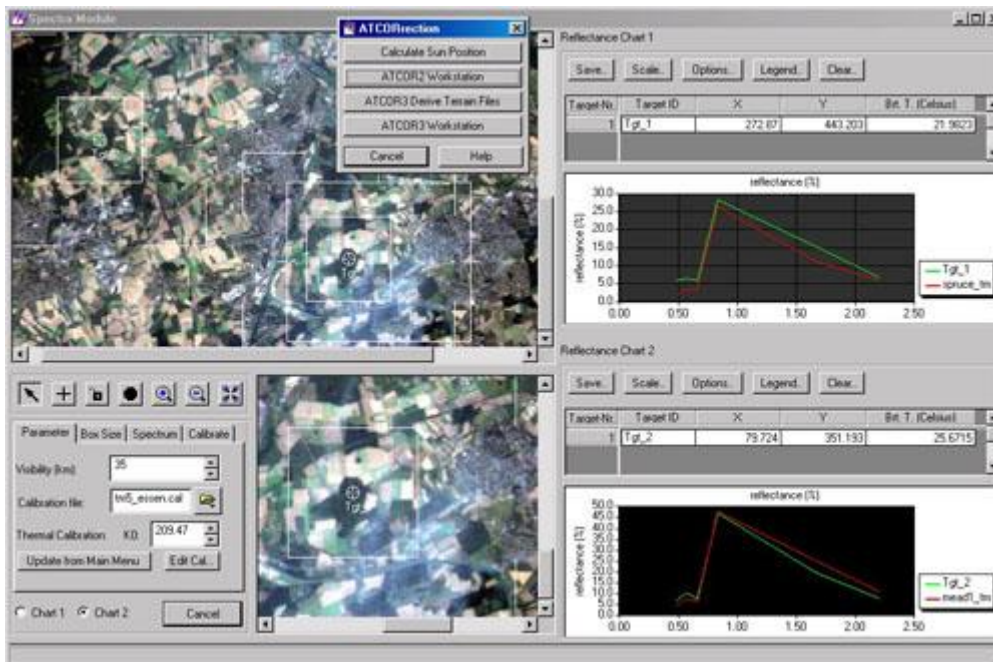 Spectra Module
ATCORrection
Calculate Sun Position
ATCOR2 Workstation
ATCOR3 Derive Terrain Files
ATCOR3 Workstation
Cancel Help
Reflectance Chart 1
Save... Scale... Options... Legend... Clear...
Target-Nr. Target ID X Y Brt. T. (Celsius)
1 Tgt_1 272.87 443.203 21.9623
reflectance [%]
reflectance [%]
30.0
25.0
20.0
15.0
10.0
5.0
0.0
0.00 0.50 1.00 1.50 2.00 2.50
Tgt_1
spruce_tm
Reflectance Chart 2
Save... Scale... Options... Legend... Clear...
Target-Nr. Target ID X Y Brt. T. (Celsius)
1 Tgt_2 79.724 351.193 25.6715
reflectance [%]
reflectance [%]
50.0
45.0
40.0
35.0
30.0
25.0
20.0
15.0
10.0
5.0
0.0
0.00 0.50 1.00 1.50 2.00 2.50
Tgt_2
mead1_tm
Parameter Box Size Spectrum Calibrate
Visibility (km): 35
Calibration file: tm5_essen.cal
Thermal Calibration: K0: 209.47
Update from Main Menu Edit Cal...
Chart 1 Chart 2 Cancel